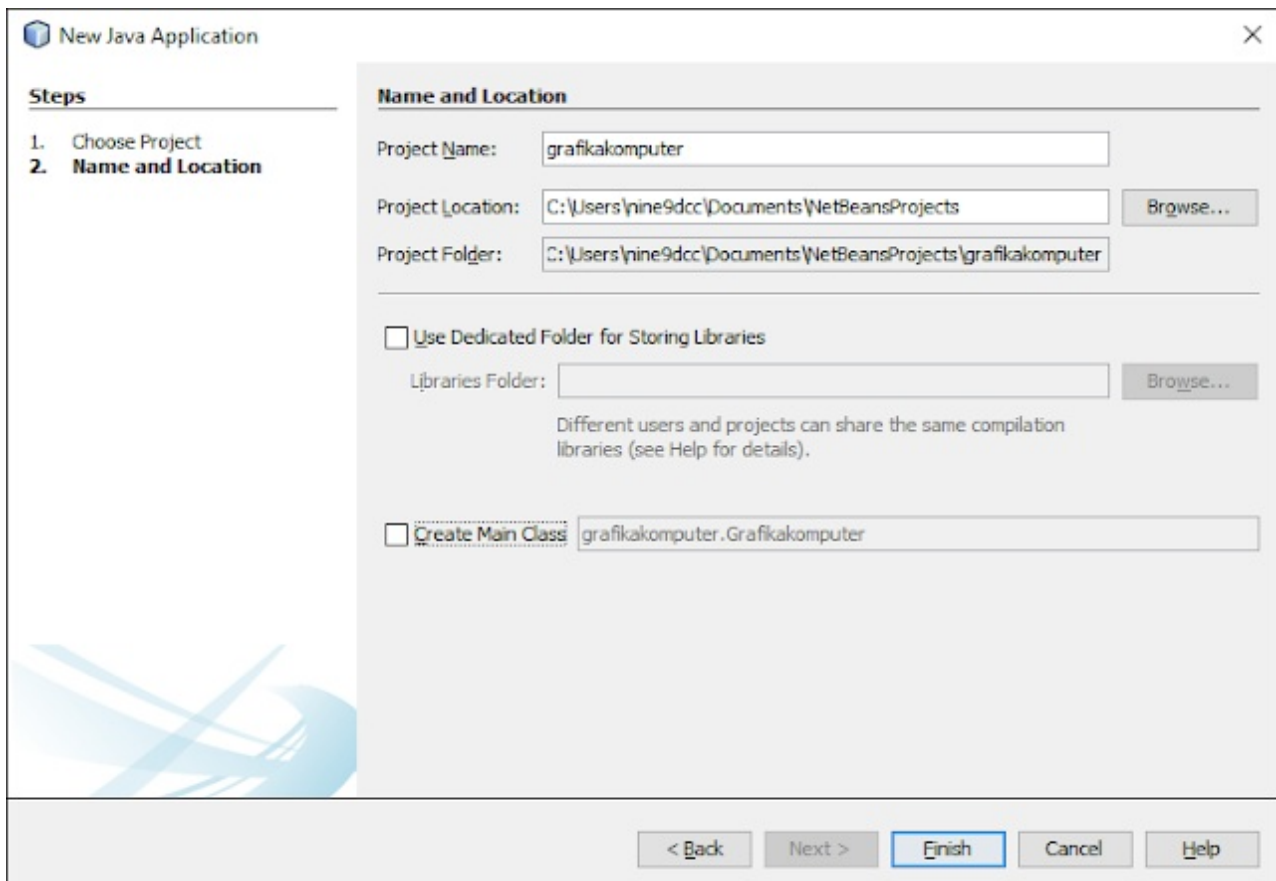 New Java Application
Steps
1. Choose Project
2. Name and Location
Name and Location
Project Name: grafikakomputer
Project Location: C:\Users\nine9dcc\Documents\NetBeansProjects Browse...
Project Folder: C:\Users\nine9dcc\Documents\NetBeansProjects\grafikakomputer
Use Dedicated Folder for Storing Libraries
Libraries Folder: Browse...
Different users and projects can share the same compilation
libraries (see Help for details).
Create Main Class grafikakomputer.Grafikakomputer
< Back Next > Finish Cancel Help